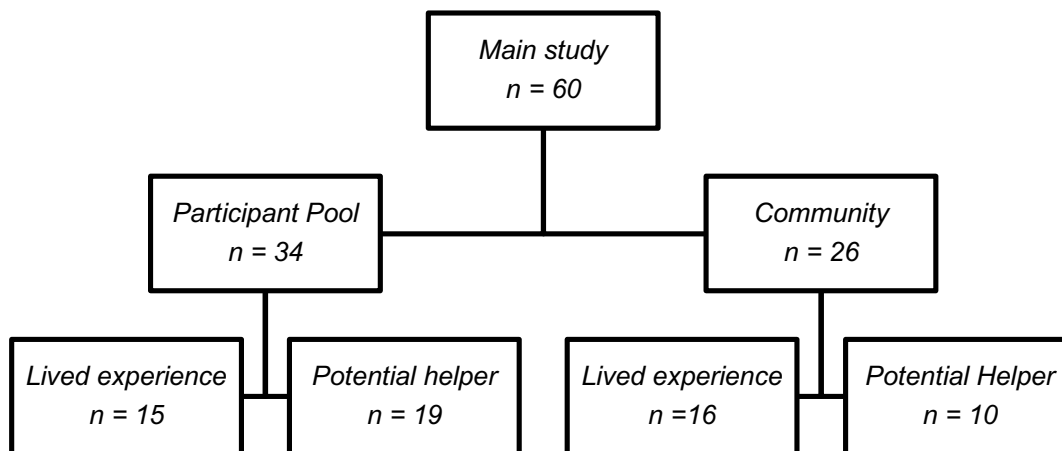 Main study
n = 60
Participant Pool
n = 34
Community
n = 26
Lived experience
n = 15
Potential helper
n = 19
Lived experience
n =16
Potential Helper
n = 10